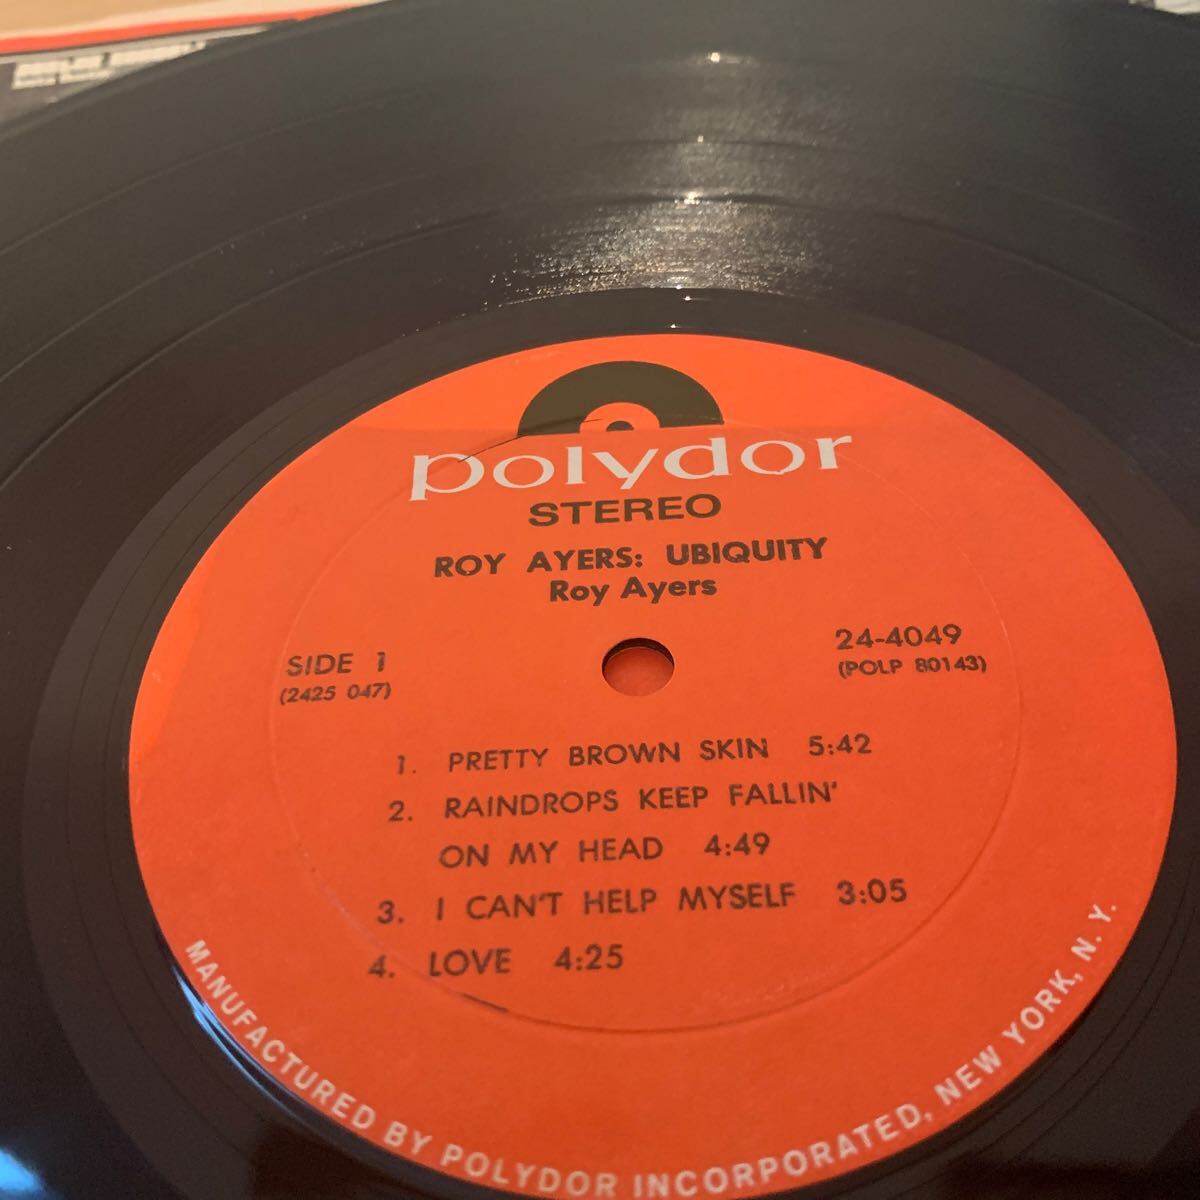 polydor
STEREO
ROY AYERS: UBIQUITY
Roy Ayers
SIDE 1
(2425 047)
24-4049
(POLP 80143)
1. PRETTY BROWN SKIN 5:42
2. RAINDROPS KEEP FALLIN'
ON MY HEAD 4:49
3. I CAN'T HELP MYSELF 3:05
4. LOVE 4:25
MANUFACTURED BY POLYDOR INCORPORATED, NEW YORK, N. Y.